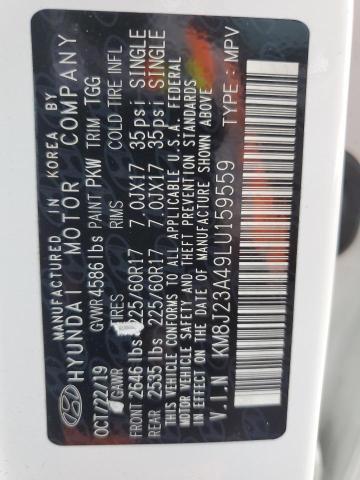 MANUFACTURED IN KOREA BY
HYUNDAI MOTOR COMPANY
OCT/22/19 GVWR 4586 lbs PAINT PKW TRIM TGG
GAWR TIRES RIMS COLD TIRE INFL
FRONT 2646 lbs 225/60R17 7.0JX17 35psi SINGLE
REAR 2535 lbs 225/60R17 7.0JX17 35psi SINGLE
THIS VEHICLE CONFORMS TO ALL APPLICABLE U.S.A. FEDERAL
MOTOR VEHICLE SAFETY AND THEFT PREVENTION STANDARDS
IN EFFECT ON THE DATE OF MANUFACTURE SHOWN ABOVE
V.I.N : KM8J23A49LU159559 TYPE : MPV